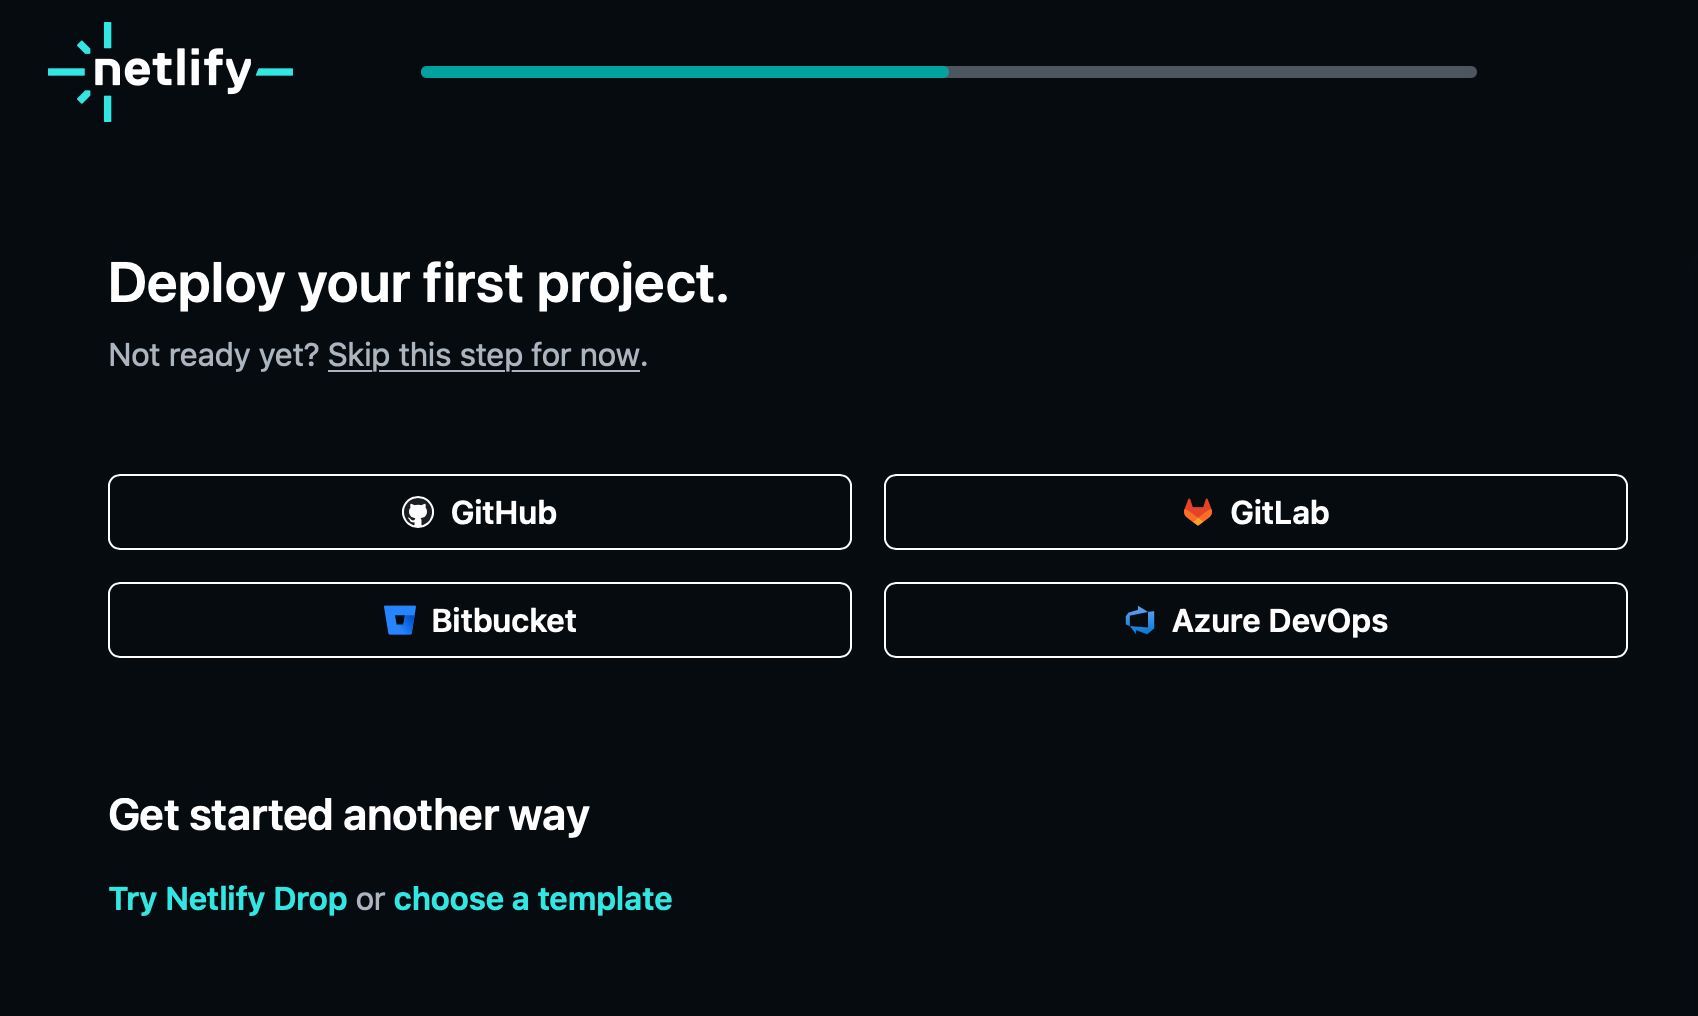 netlify
Deploy your first project.
Not ready yet? Skip this step for now.
GitHub
GitLab
Bitbucket
Azure DevOps
Get started another way
Try Netlify Drop or choose a template